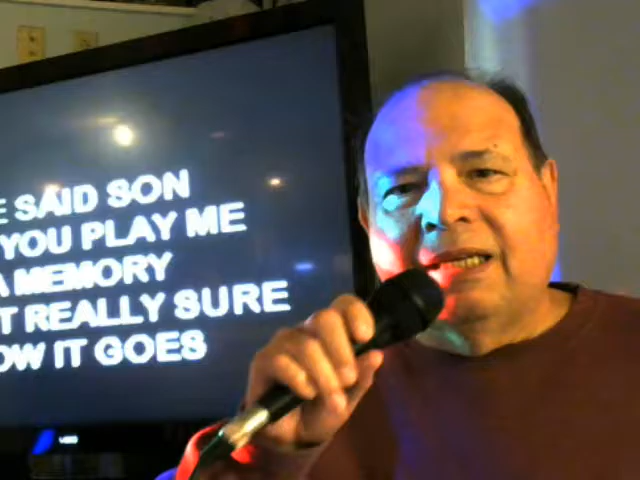 SAID SON
YOU PLAY ME
A MEMORY
T REALLY SURE
OW IT GOES